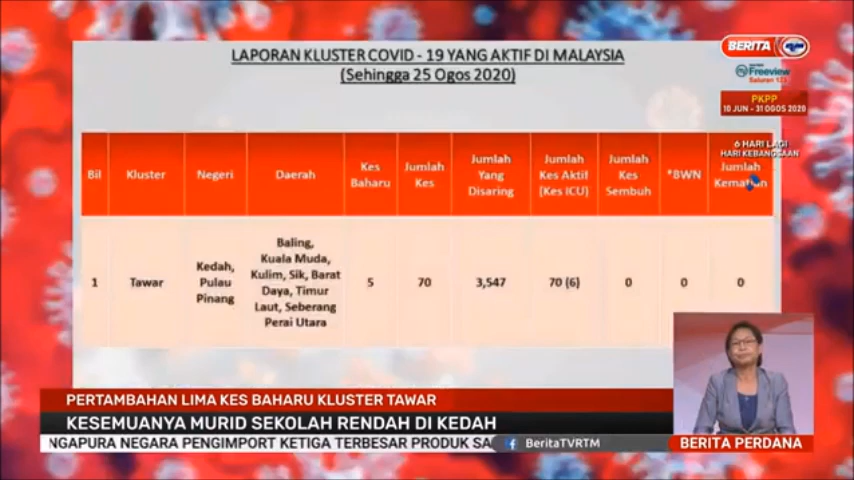 LAPORAN KLUSTER COVID - 19 YANG AKTIF DI MALAYSIA
(Sehingga 25 Ogos 2020)
BERITA
Freeview
Saluran 123
PKPP
10 JUN - 31 OGOS 2020
6 HARI LAGI
HARI KEBANGSAAN
Bil
Kluster
Negeri
Daerah
Kes
Baharu
Jumlah
Kes
Jumlah
Yang
Disaring
Jumlah
Kes Aktif
(Kes ICU)
Jumlah
Kes
Sembuh
*BWN
Jumlah
Kematian
1
Tawar
Kedah,
Pulau
Pinang
Baling,
Kuala Muda,
Kulim, Sik, Barat
Daya, Timur
Laut, Seberang
Perai Utara
5
70
3,547
70 (6)
0
0
0
PERTAMBAHAN LIMA KES BAHARU KLUSTER TAWAR
KESEMUANYA MURID SEKOLAH RENDAH DI KEDAH
NGAPURA NEGARA PENGIMPORT KETIGA TERBESAR PRODUK SA
BeritaTVRTM
BERITA PERDANA